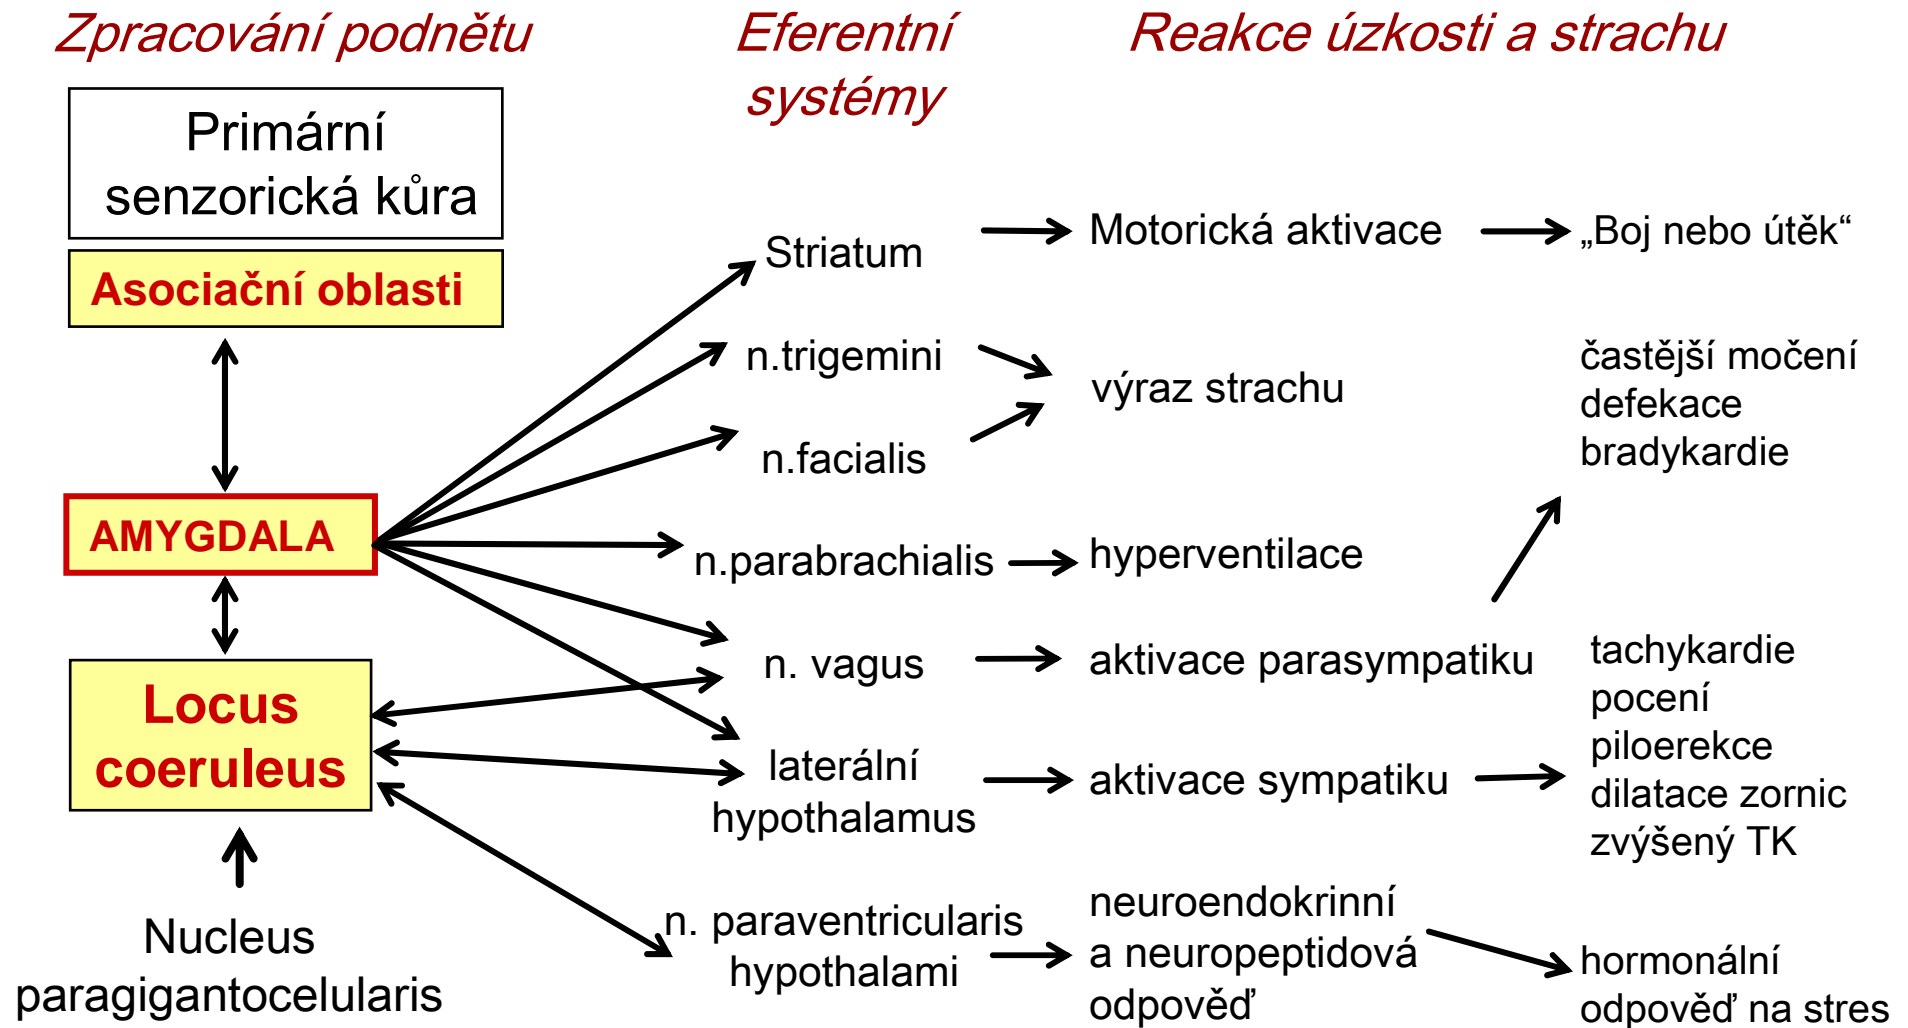 Zpracování podnětu
Eferentní
systémy
Reakce úzkosti a strachu
Primární
senzorická kůra
Asociační oblasti
AMYGDALA
Locus
coeruleus
Nucleus
paragigantocelularis
Striatum
n.trigemini
n.facialis
n.parabrachialis
n. vagus
laterální
hypothalamus
n. paraventricularis
hypothalami
Motorická aktivace
výraz strachu
hyperventilace
aktivace parasympatiku
aktivace sympatiku
neuroendokrinní
a neuropeptidová
odpověď
„Boj nebo útěk“
častější močení
defekace
bradykardie
tachykardie
pocení
piloerekce
dilatace zornic
zvýšený TK
hormonální
odpověď na stres